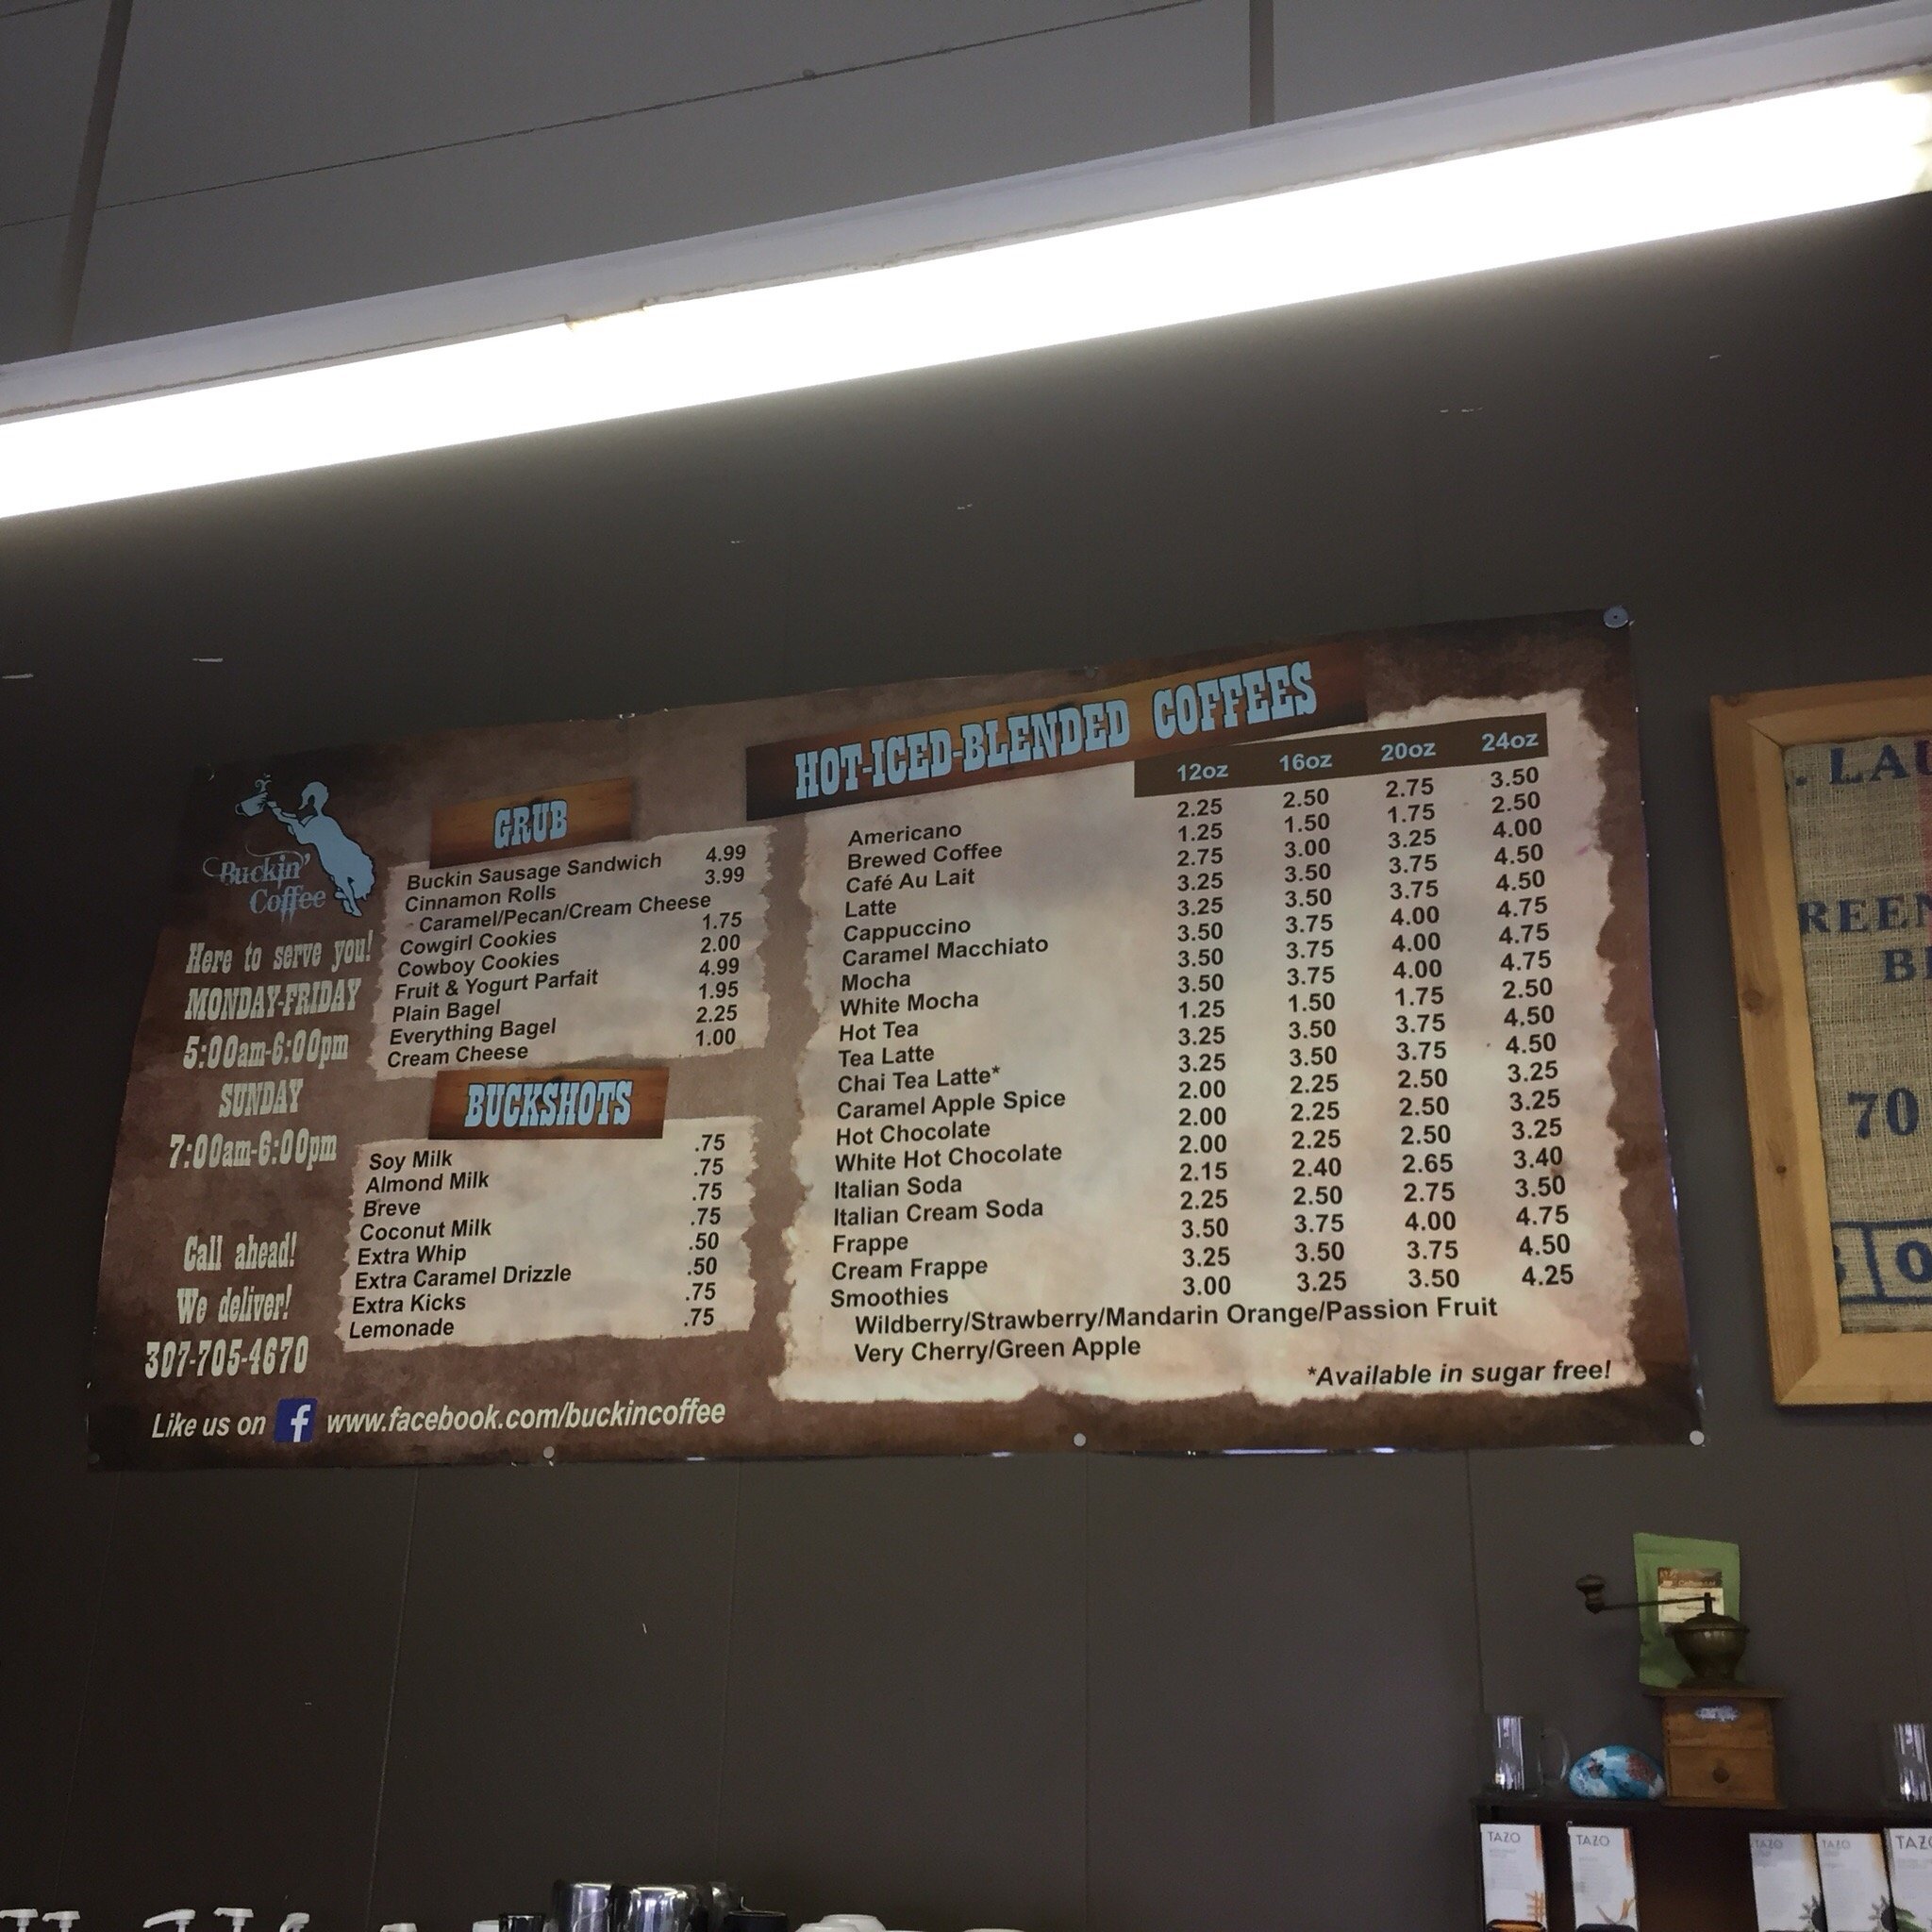 Buckin'
Coffee
Here to serve you!
MONDAY-FRIDAY
5:00am-6:00pm
SUNDAY
7:00am-6:00pm
Call ahead!
We deliver!
307-705-4670
Like us on f www.facebook.com/buckincoffee
GRUB
Buckin Sausage Sandwich 4.99
Cinnamon Rolls 3.99
- Caramel/Pecan/Cream Cheese
Cowgirl Cookies 1.75
Cowboy Cookies 2.00
Fruit & Yogurt Parfait 4.99
Plain Bagel 1.95
Everything Bagel 2.25
Cream Cheese 1.00
BUCKSHOTS
Soy Milk .75
Almond Milk .75
Breve .75
Coconut Milk .75
Extra Whip .50
Extra Caramel Drizzle .50
Extra Kicks .75
Lemonade .75
HOT-ICED-BLENDED COFFEES
12oz 16oz 20oz 24oz
Americano 2.25 2.50 2.75 3.50
Brewed Coffee 1.25 1.50 1.75 2.50
Café Au Lait 2.75 3.00 3.25 4.00
Latte 3.25 3.50 3.75 4.50
Cappuccino 3.25 3.50 3.75 4.50
Caramel Macchiato 3.50 3.75 4.00 4.75
Mocha 3.50 3.75 4.00 4.75
White Mocha 3.50 3.75 4.00 4.75
Hot Tea 1.25 1.50 1.75 2.50
Tea Latte 3.25 3.50 3.75 4.50
Chai Tea Latte* 3.25 3.50 3.75 4.50
Caramel Apple Spice 2.00 2.25 2.50 3.25
Hot Chocolate 2.00 2.25 2.50 3.25
White Hot Chocolate 2.00 2.25 2.50 3.25
Italian Soda 2.15 2.40 2.65 3.40
Italian Cream Soda 2.25 2.50 2.75 3.50
Frappe 3.50 3.75 4.00 4.75
Cream Frappe 3.25 3.50 3.75 4.50
Smoothies 3.00 3.25 3.50 4.25
Wildberry/Strawberry/Mandarin Orange/Passion Fruit
Very Cherry/Green Apple
*Available in sugar free!
. LAU
REEN
B
70
O
TAZO
TAZO
TAZO
TAZO
TAZO